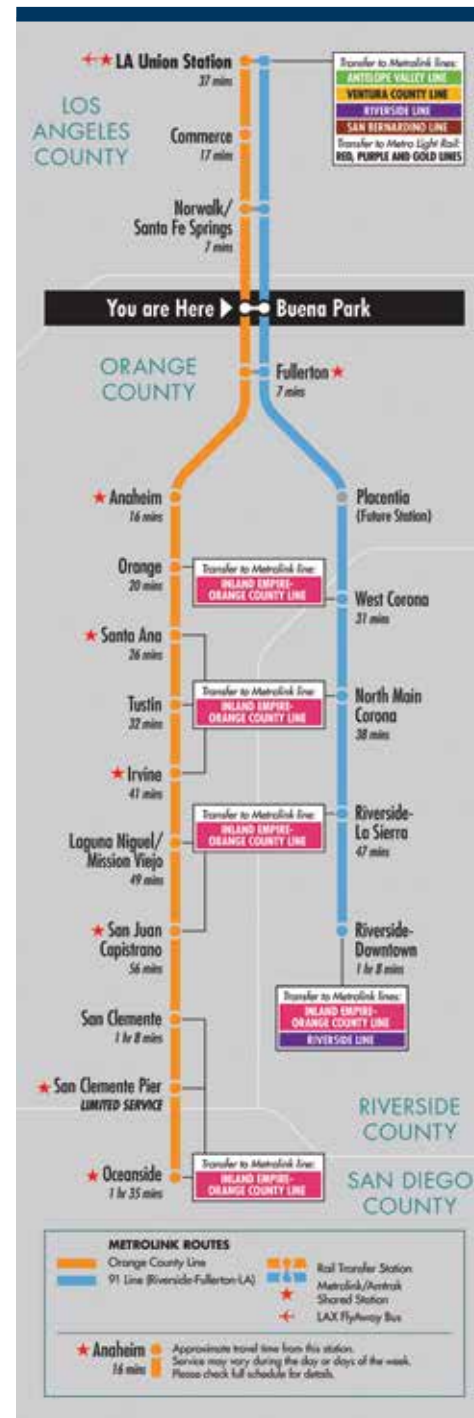 LA Union Station
37 mins
Transfer to Metrolink lines:
ANTELOPE VALLEY LINE
VENTURA COUNTY LINE
RIVERSIDE LINE
SAN BERNARDINO LINE
Transfer to Metro Light Rail:
RED, PURPLE AND GOLD LINES
LOS
ANGELES
COUNTY
Commerce
17 mins
Norwalk/
Santa Fe Springs
7 mins
You are Here
Buena Park
ORANGE
COUNTY
Fullerton
7 mins
Anaheim
16 mins
Placentia
(Future Station)
Orange
20 mins
Transfer to Metrolink line:
INLAND EMPIRE-
ORANGE COUNTY LINE
West Corona
31 mins
Santa Ana
26 mins
Tustin
32 mins
Transfer to Metrolink line:
INLAND EMPIRE-
ORANGE COUNTY LINE
North Main
Corona
38 mins
Irvine
41 mins
Laguna Niguel/
Mission Viejo
49 mins
Transfer to Metrolink line:
INLAND EMPIRE-
ORANGE COUNTY LINE
Riverside-
La Sierra
47 mins
San Juan
Capistrano
56 mins
Riverside-
Downtown
1 hr 8 mins
Transfer to Metrolink lines:
INLAND EMPIRE-
ORANGE COUNTY LINE
RIVERSIDE LINE
San Clemente
1 hr 8 mins
San Clemente Pier
LIMITED SERVICE
RIVERSIDE
COUNTY
Oceanside
1 hr 35 mins
Transfer to Metrolink line:
INLAND EMPIRE-
ORANGE COUNTY LINE
SAN DIEGO
COUNTY
METROLINK ROUTES
Orange County Line
91 Line (Riverside-Fullerton-LA)
Rail Transfer Station
Metrolink/Amtrak
Shared Station
LAX FlyAway Bus
Anaheim
16 mins
Approximate travel time from this station.
Service may vary during the day or days of the week.
Please check full schedule for details.